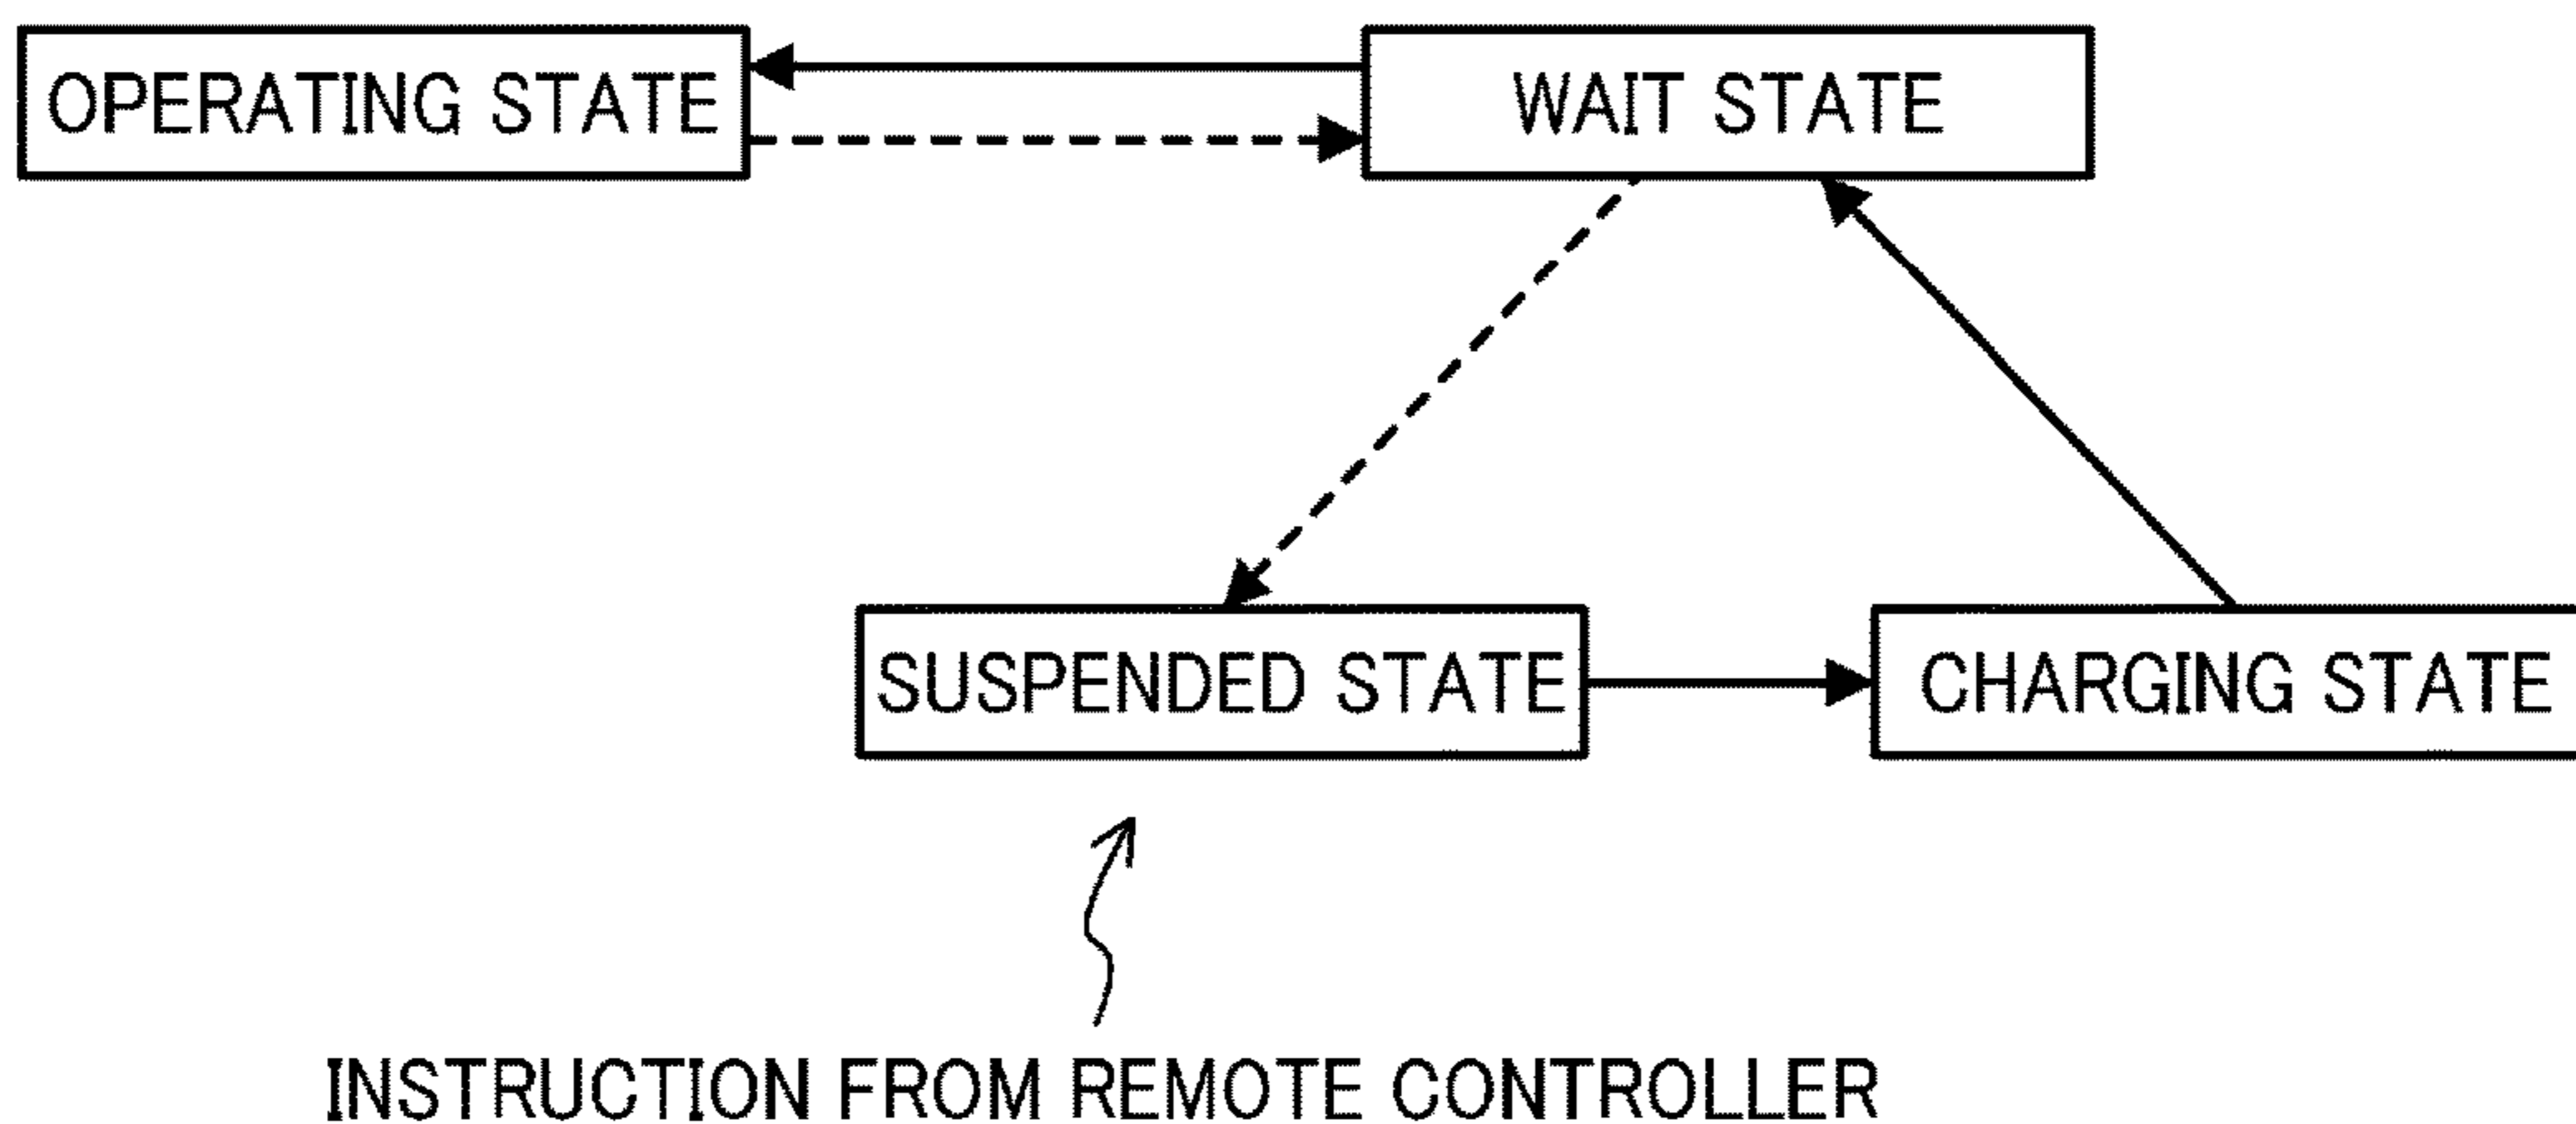 OPERATING STATE
WAIT STATE
SUSPENDED STATE
CHARGING STATE
INSTRUCTION FROM REMOTE CONTROLLER